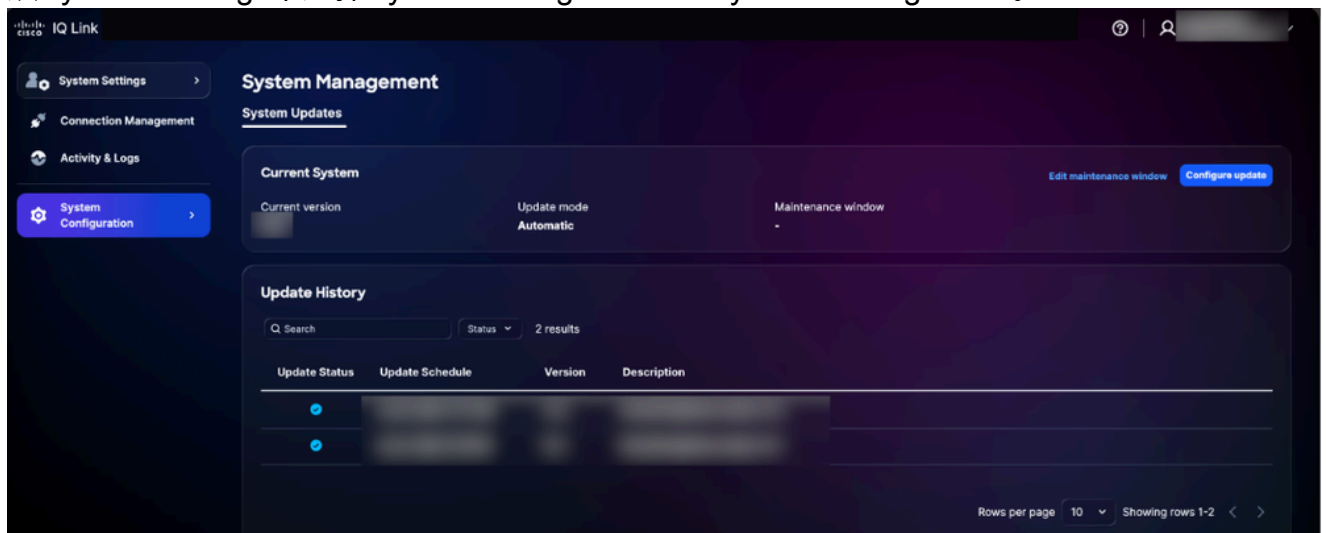 cisco IQ Link
System Settings
Connection Management
Activity & Logs
System
Configuration
System Management
System Updates
Current System
Edit maintenance window
Configure update
Current version
Update mode
Maintenance window
Automatic
-
Update History
Search
Status
2 results
Update Status
Update Schedule
Version
Description
Rows per page
10
Showing rows 1-2